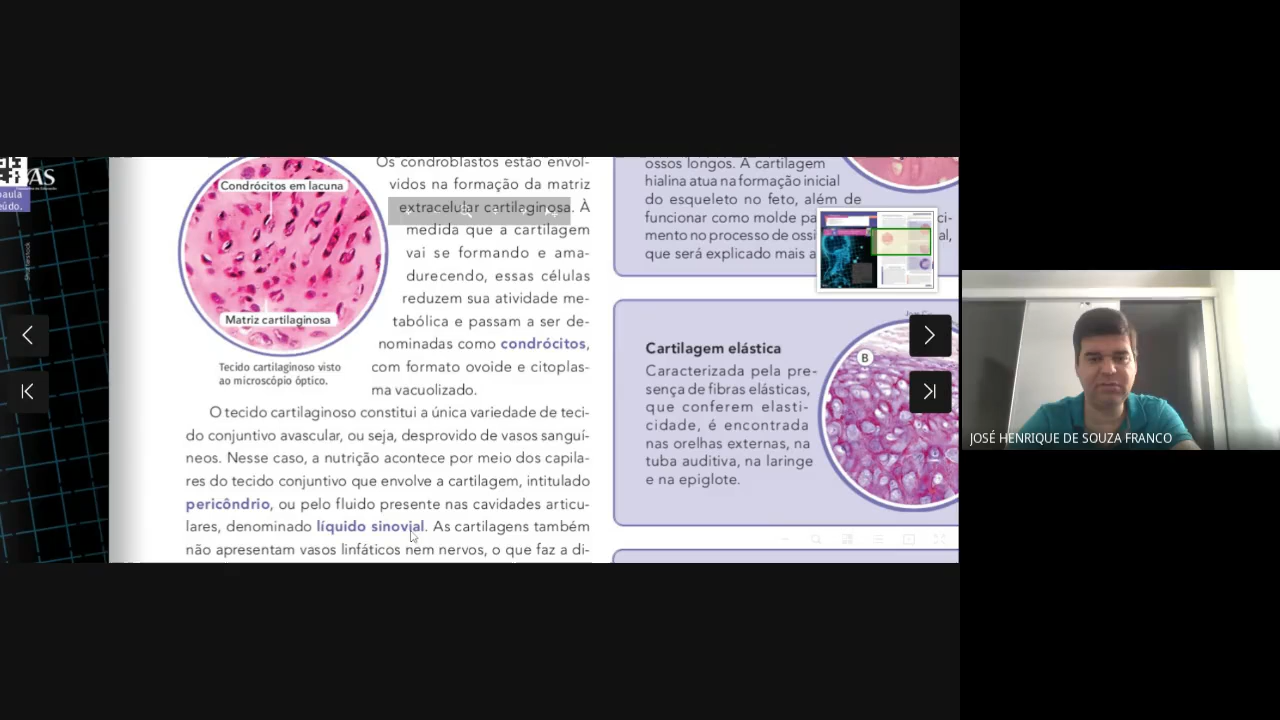 AS
paula
eúdo.
Condrócitos em lacuna
Matriz cartilaginosa
Tecido cartilaginoso visto
ao microscópio óptico.
Os condroblastos estão envol-
vidos na formação da matriz
extracelular cartilaginosa. À
medida que a cartilagem
vai se formando e ama-
durecendo, essas células
reduzem sua atividade me-
tabólica e passam a ser de-
nominadas como condrócitos,
com formato ovoide e citoplas-
ma vacuolizado.
O tecido cartilaginoso constitui a única variedade de teci-
do conjuntivo avascular, ou seja, desprovido de vasos sanguí-
neos. Nesse caso, a nutrição acontece por meio dos capila-
res do tecido conjuntivo que envolve a cartilagem, intitulado
pericôndrio, ou pelo fluido presente nas cavidades articu-
lares, denominado líquido sinovial. As cartilagens também
não apresentam vasos linfáticos nem nervos, o que faz a di-
ossos longos. A cartilagem
hialina atua na formação inicial
do esqueleto no feto, além de
funcionar como molde pa ci-
mento no processo de ossi al,
que será explicado mais a
Cartilagem elástica
Caracterizada pela pre-
sença de fibras elásticas,
que conferem elasti-
cidade, é encontrada
nas orelhas externas, na
tuba auditiva, na laringe
e na epiglote.
B
JOSÉ HENRIQUE DE SOUZA FRANCO